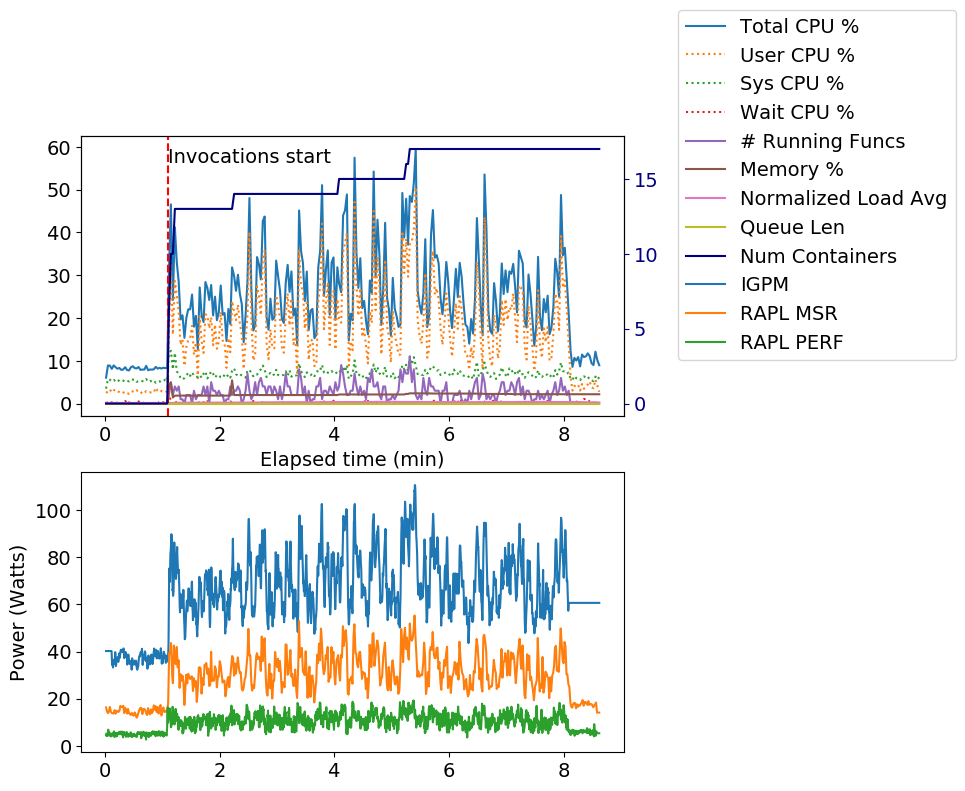 Total CPU %
User CPU %
Sys CPU %
Wait CPU %
# Running Funcs
Memory %
Normalized Load Avg
Queue Len
Num Containers
IGPM
RAPL MSR
RAPL PERF
Invocations start
60
50
40
30
20
10
0
15
10
5
0
0 2 4 6 8
Elapsed time (min)
Power (Watts)
100
80
60
40
20
0
0 2 4 6 8